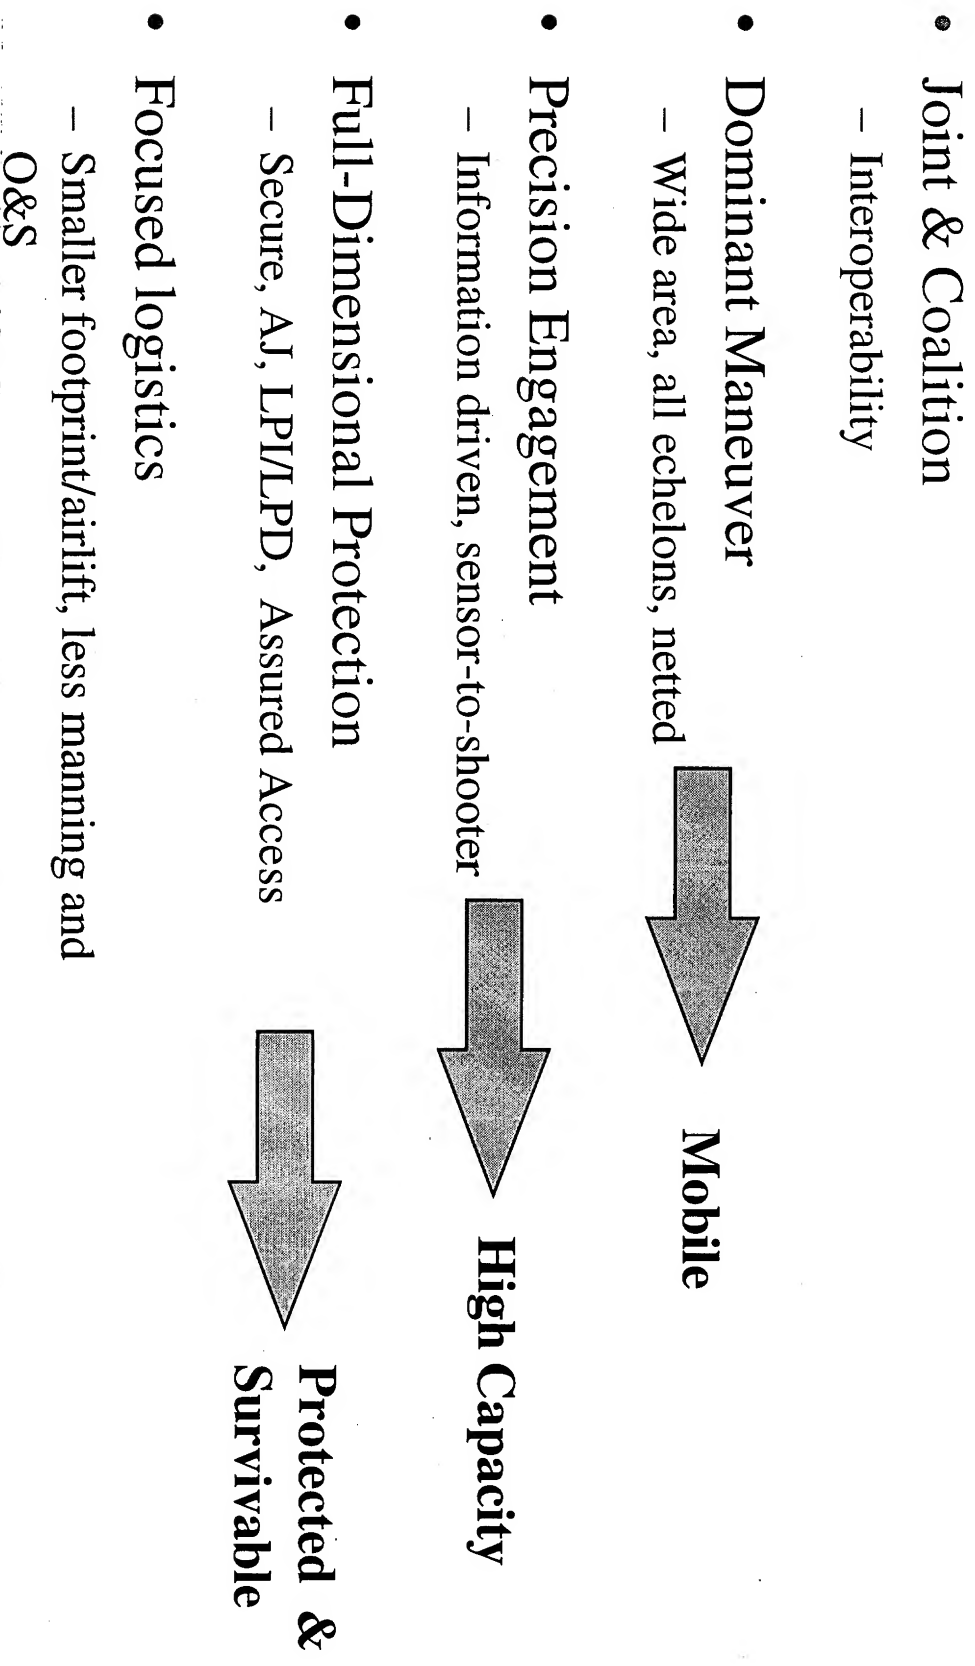 • Joint & Coalition
– Interoperability
• Dominant Maneuver
– Wide area, all echelons, netted
Mobile
• Precision Engagement
– Information driven, sensor-to-shooter
High Capacity
• Full-Dimensional Protection
– Secure, AJ, LPI/LPD, Assured Access
Protected &
Survivable
• Focused logistics
– Smaller footprint/airlift, less manning and
O&S